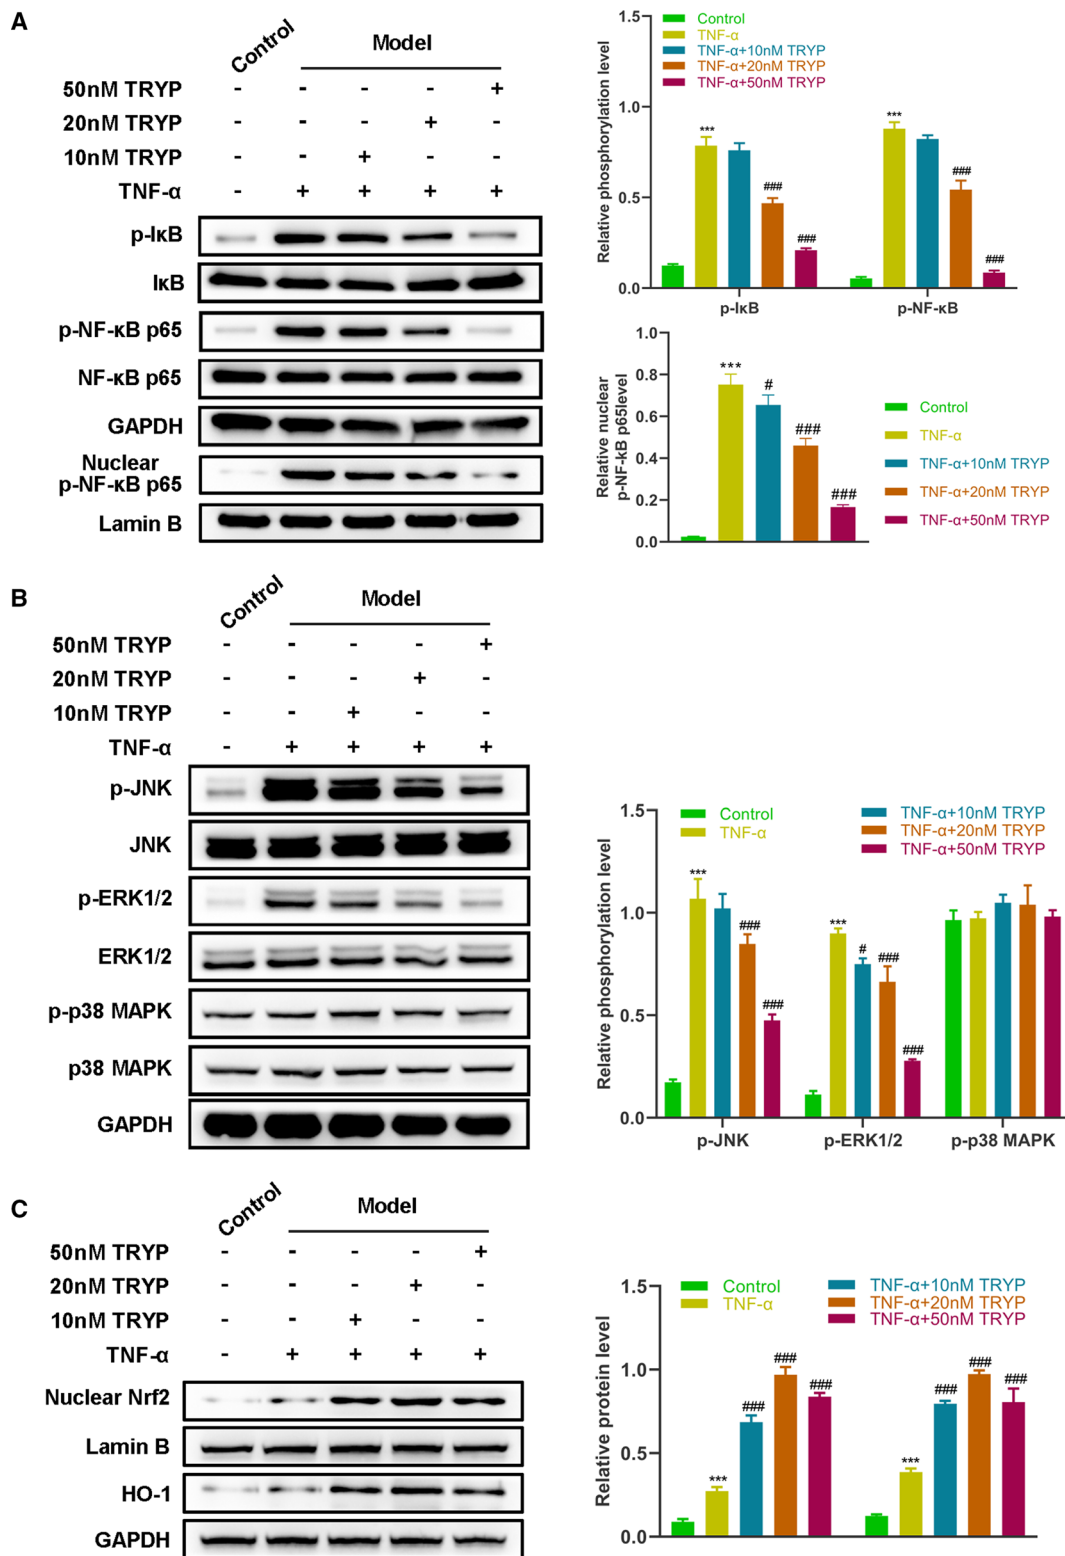 A
Control
Model
50nM TRYP - - - - +
20nM TRYP - - - + -
10nM TRYP - - + - -
TNF-α - + + + +
p-IκB
IκB
p-NF-κB p65
NF-κB p65
GAPDH
Nuclear
p-NF-κB p65
Lamin B
Relative phosphorylation level
1.5
1.0
0.5
0.0
Control
TNF-α
TNF-α+10nM TRYP
TNF-α+20nM TRYP
TNF-α+50nM TRYP
*** ### ###
*** ### ###
p-IκB p-NF-κB
Relative nuclear
p-NF-kB p65level
1.0
0.8
0.6
0.4
0.2
0.0
*** # ### ###
Control
TNF-α
TNF-α+10nM TRYP
TNF-α+20nM TRYP
TNF-α+50nM TRYP
B
Control
Model
50nM TRYP - - - - +
20nM TRYP - - - + -
10nM TRYP - - + - -
TNF-α - + + + +
p-JNK
JNK
p-ERK1/2
ERK1/2
p-p38 MAPK
p38 MAPK
GAPDH
Relative phosphorylation level
1.5
1.0
0.5
0.0
Control
TNF-α
TNF-α+10nM TRYP
TNF-α+20nM TRYP
TNF-α+50nM TRYP
*** ### ###
*** # ### ###
p-JNK p-ERK1/2 p-p38 MAPK
C
Control
Model
50nM TRYP - - - - +
20nM TRYP - - - + -
10nM TRYP - - + - -
TNF-α - + + + +
Nuclear Nrf2
Lamin B
HO-1
GAPDH
Relative protein level
1.5
1.0
0.5
0.0
Control
TNF-α
TNF-α+10nM TRYP
TNF-α+20nM TRYP
TNF-α+50nM TRYP
*** ### ### ###
*** ### ### ###